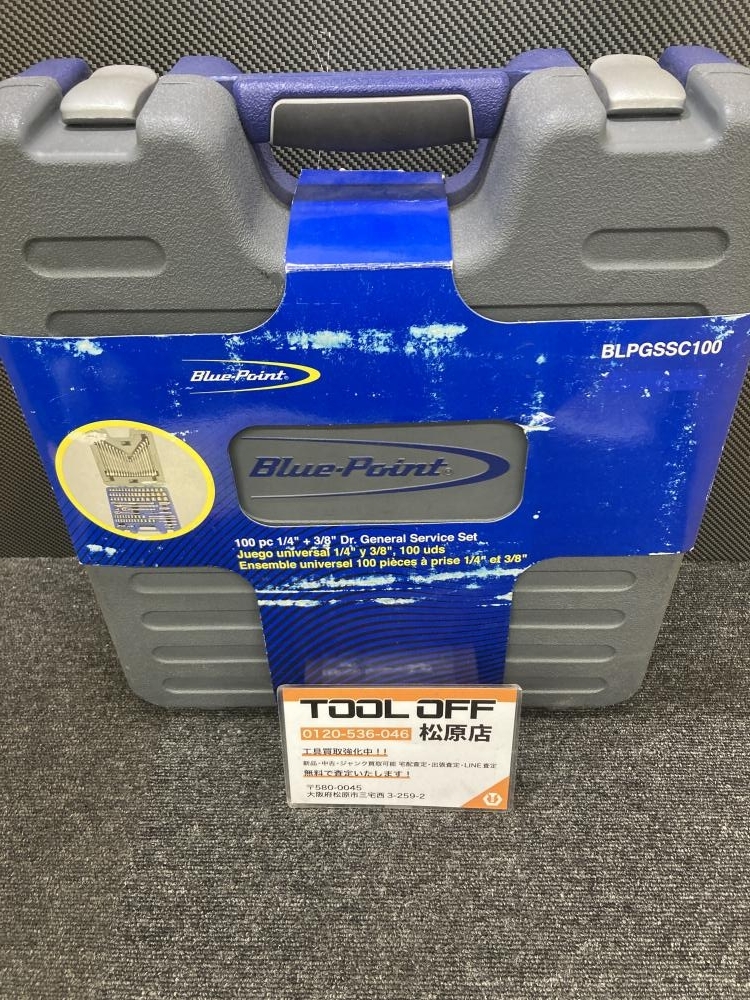 BLPGSSC100
Blue-Point®
Blue-Point®
100 pc 1/4" + 3/8" Dr. General Service Set
Juego universal 1/4" y 3/8", 100 uds
Ensemble universel 100 pièces à prise 1/4" et 3/8"
TOOL OFF
0120-536-046 松原店
工具買取強化中!!
新品・中古・ジャンク買取可能 宅配査定・出張査定・LINE査定
無料で査定いたします!
〒580-0045
大阪府松原市三宅西 3-259-2